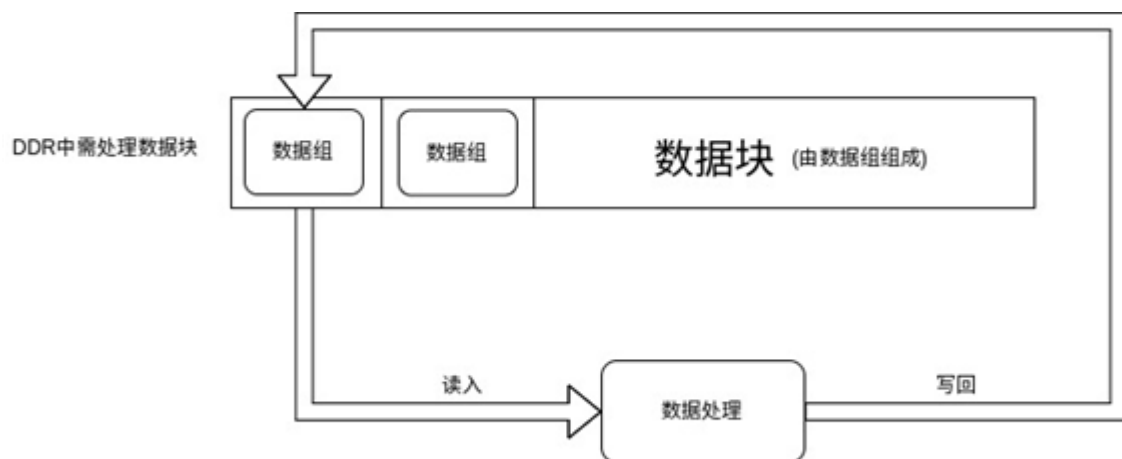 DDR中需处理数据块
数据组
数据组
数据块 (由数据组组成)
读入
数据处理
写回